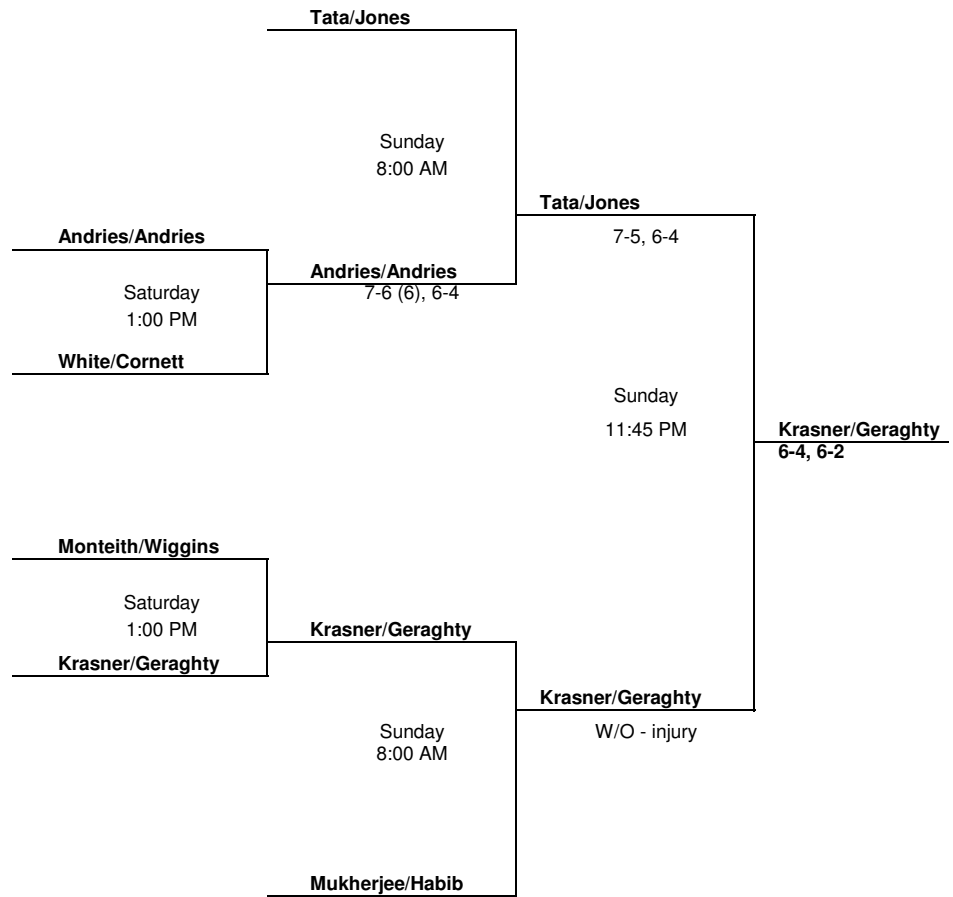 Tata/Jones
Sunday
8:00 AM
Tata/Jones
7-5, 6-4
Andries/Andries
Andries/Andries
7-6 (6), 6-4
Saturday
1:00 PM
White/Cornett
Sunday
11:45 PM
Krasner/Geraghty
6-4, 6-2
Monteith/Wiggins
Saturday
1:00 PM
Krasner/Geraghty
Krasner/Geraghty
Krasner/Geraghty
W/O - injury
Sunday
8:00 AM
Mukherjee/Habib